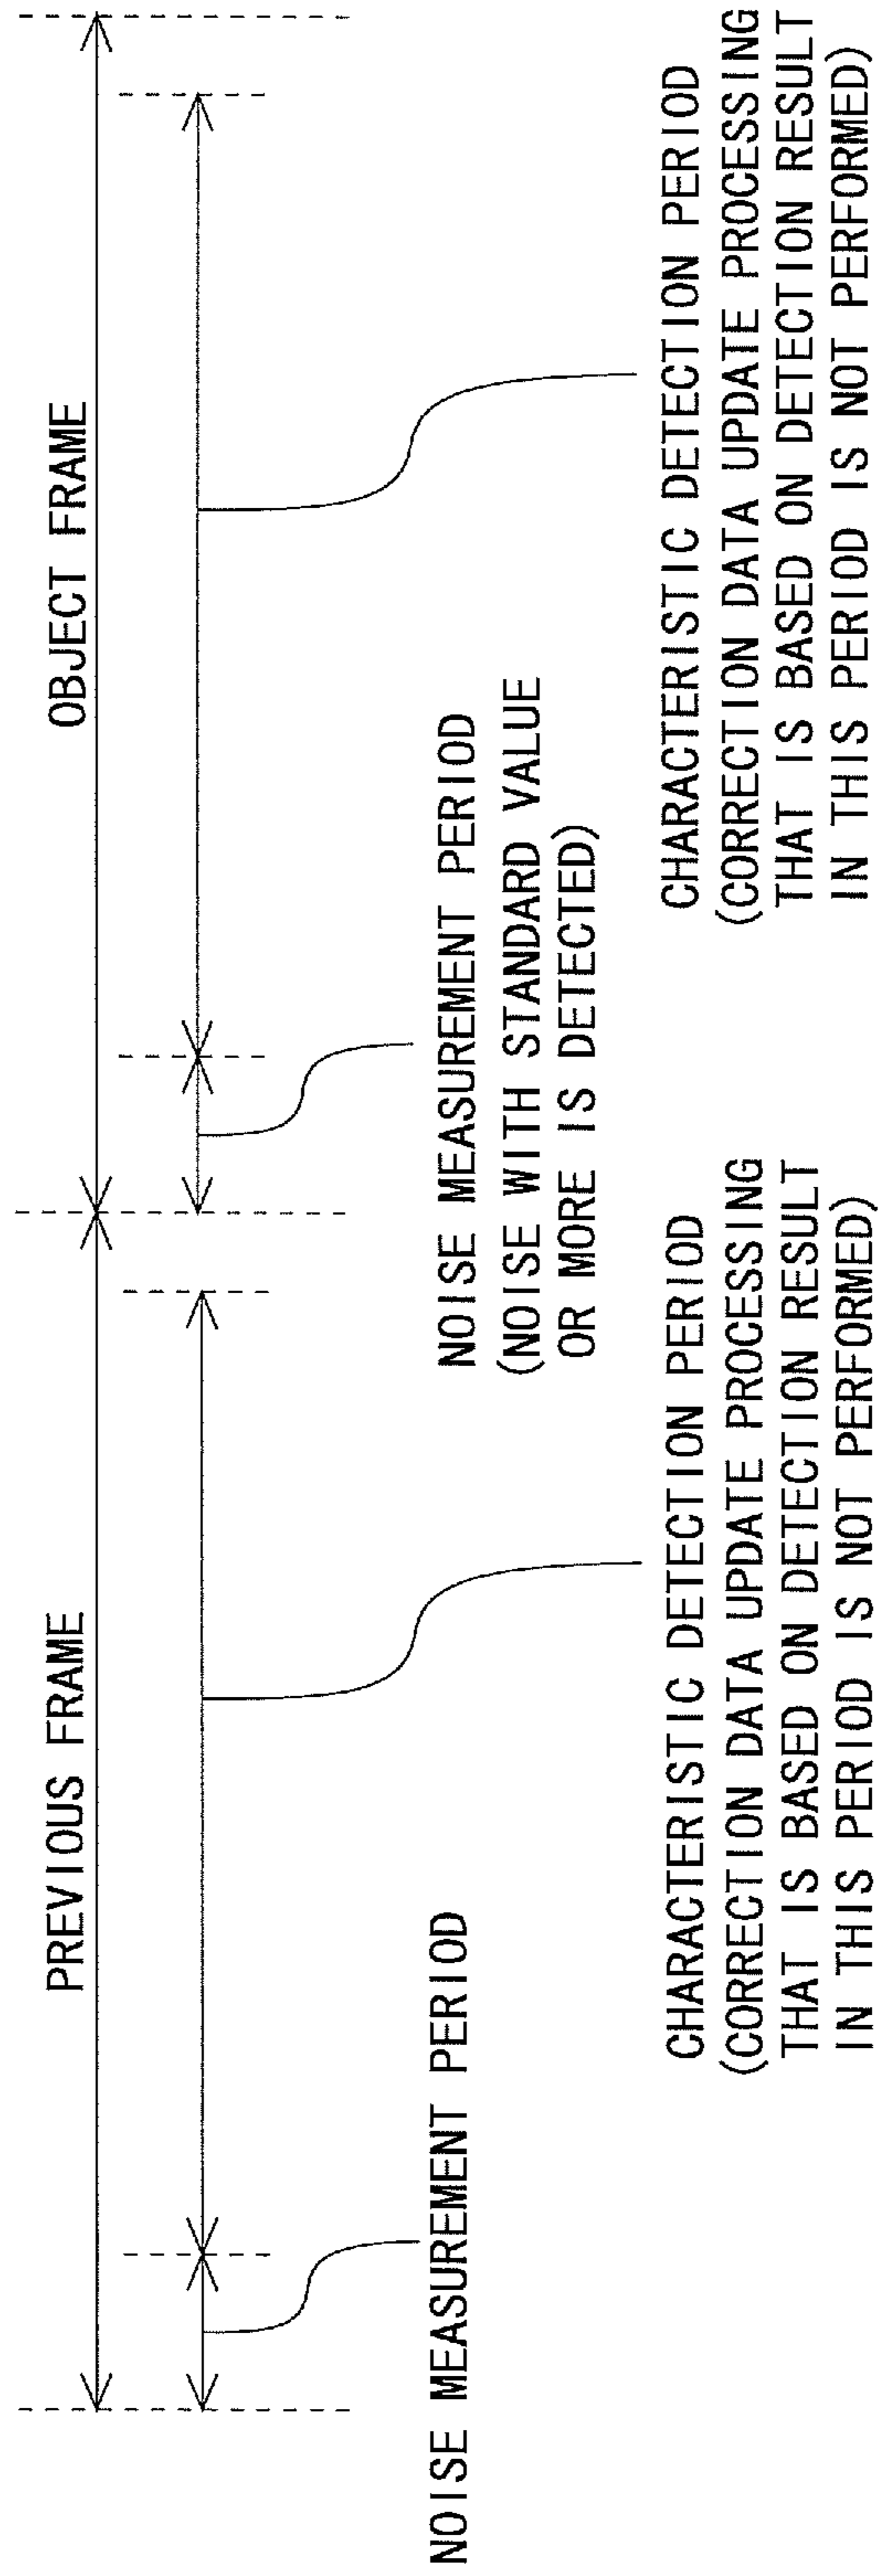 PREVIOUS FRAME
OBJECT FRAME
NOISE MEASUREMENT PERIOD
NOISE MEASUREMENT PERIOD
(NOISE WITH STANDARD VALUE
OR MORE IS DETECTED)
CHARACTERISTIC DETECTION PERIOD
(CORRECTION DATA UPDATE PROCESSING
THAT IS BASED ON DETECTION RESULT
IN THIS PERIOD IS NOT PERFORMED)
CHARACTERISTIC DETECTION PERIOD
(CORRECTION DATA UPDATE PROCESSING
THAT IS BASED ON DETECTION RESULT
IN THIS PERIOD IS NOT PERFORMED)